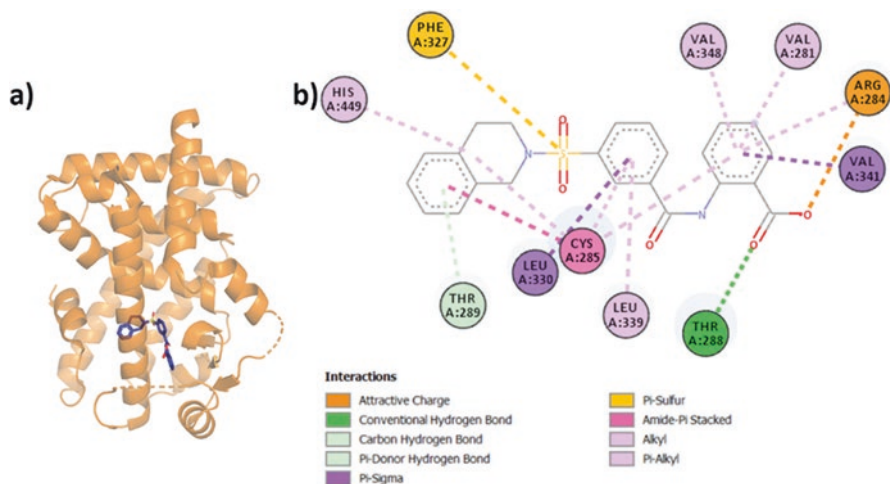 a)
b)
PHE
A:327
HIS
A:449
VAL
A:348
VAL
A:281
ARG
A:284
VAL
A:341
N
S
O
O
CYS
A:285
LEU
A:330
THR
A:289
LEU
A:339
O
N
O
O
THR
A:288
Interactions
Attractive Charge
Conventional Hydrogen Bond
Carbon Hydrogen Bond
Pi-Donor Hydrogen Bond
Pi-Sigma
Pi-Sulfur
Amide-Pi Stacked
Alkyl
Pi-Alkyl